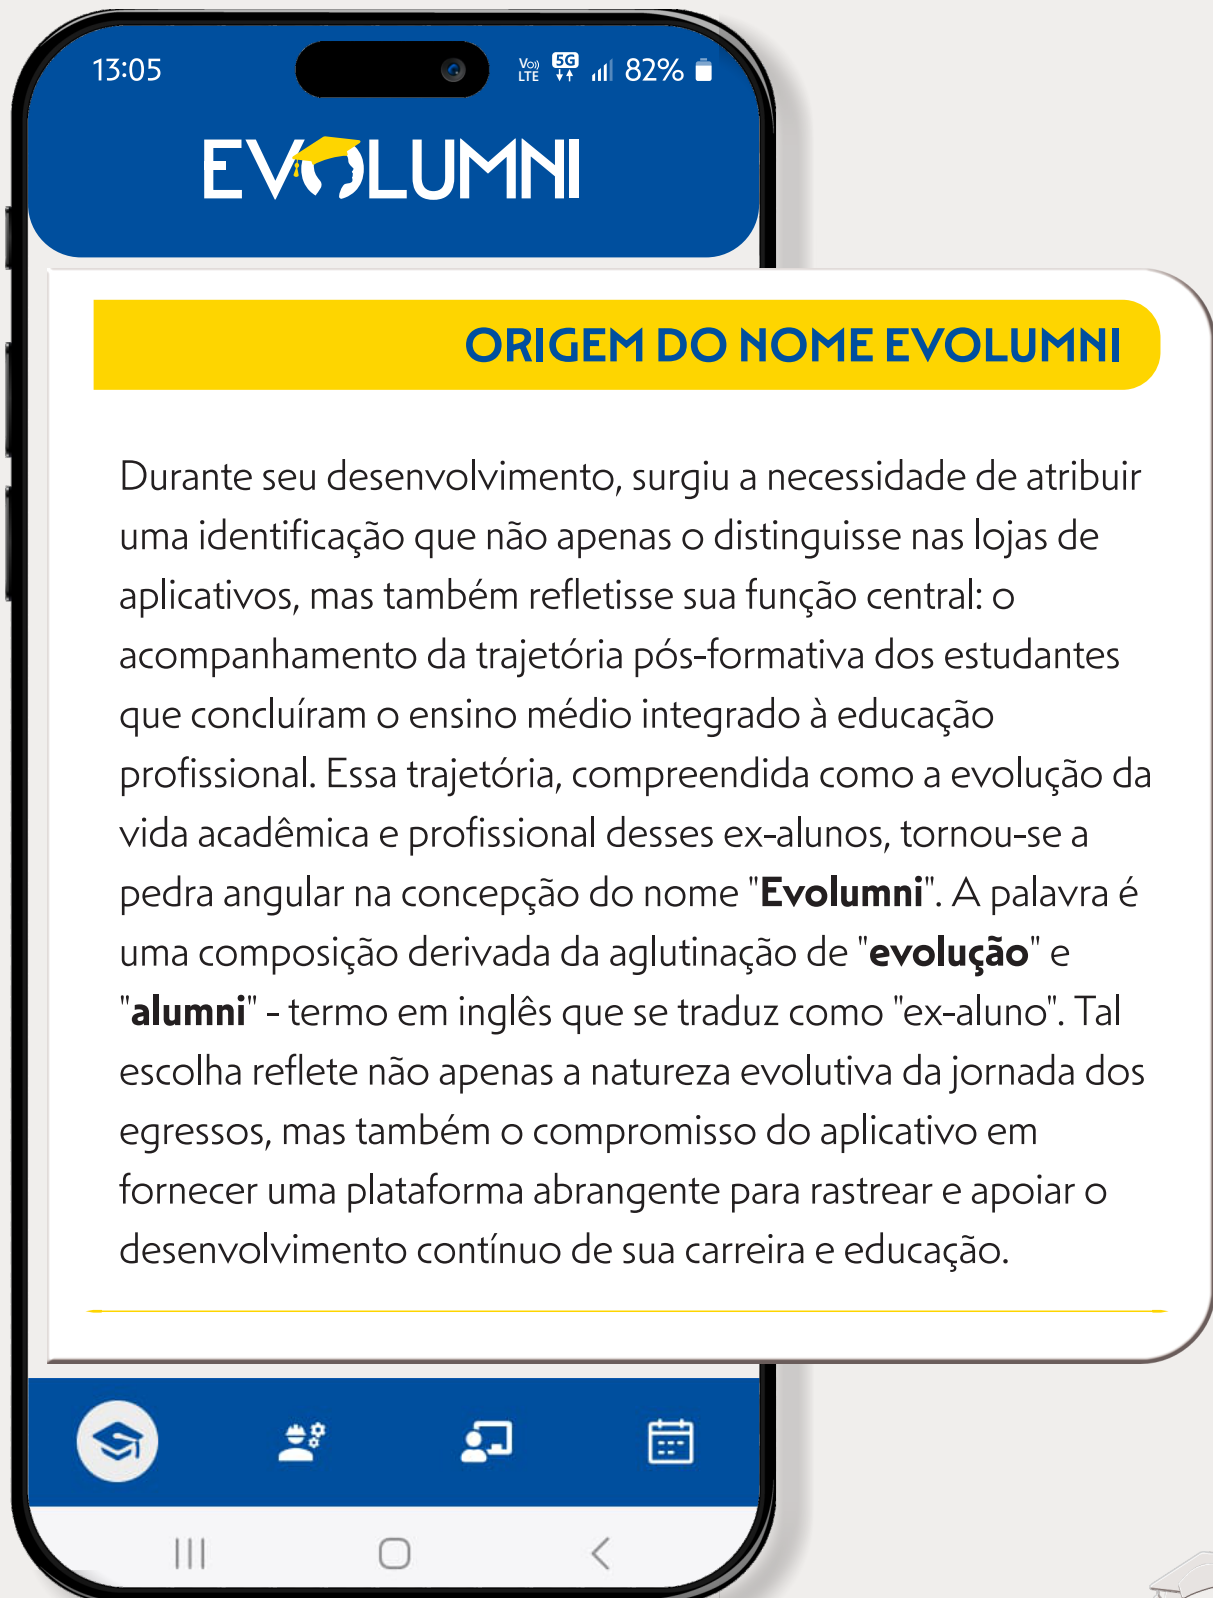 13:05
Vo)) LTE 5G 82%
EVOLUMNI
ORIGEM DO NOME EVOLUMNI
Durante seu desenvolvimento, surgiu a necessidade de atribuir
uma identificação que não apenas o distinguisse nas lojas de
aplicativos, mas também refletisse sua função central: o
acompanhamento da trajetória pós-formativa dos estudantes
que concluíram o ensino médio integrado à educação
profissional. Essa trajetória, compreendida como a evolução da
vida acadêmica e profissional desses ex-alunos, tornou-se a
pedra angular na concepção do nome "Evolumni". A palavra é
uma composição derivada da aglutinação de "evolução" e
"alumni" - termo em inglês que se traduz como "ex-aluno". Tal
escolha reflete não apenas a natureza evolutiva da jornada dos
egressos, mas também o compromisso do aplicativo em
fornecer uma plataforma abrangente para rastrear e apoiar o
desenvolvimento contínuo de sua carreira e educação.